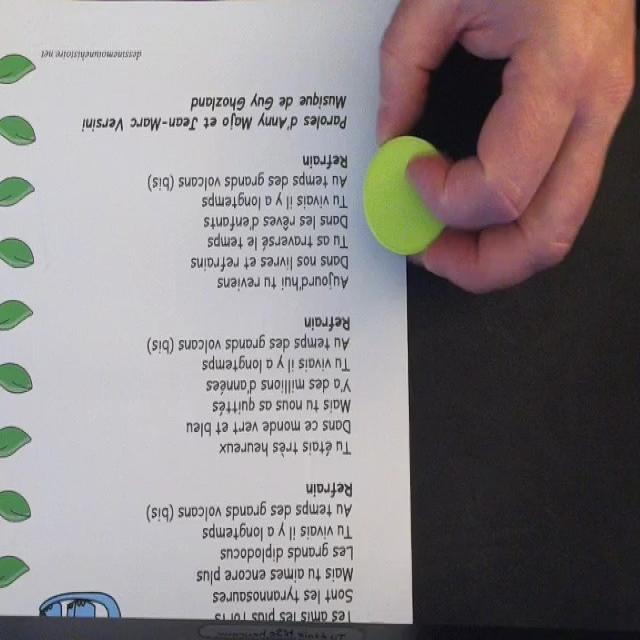 Tes amis les plus forts
Sont les tyrannosaures
Mais tu aimes encore plus
Les grands diplodocus
Tu vivais il y a longtemps
Au temps des grands volcans (bis)
Refrain
Tu étais très heureux
Dans ce monde vert et bleu
Mais tu nous as quittés
Y'a des millions d'années
Tu vivais il y a longtemps
Au temps des grands volcans (bis)
Refrain
Aujourd'hui tu reviens
Dans nos livres et refrains
Tu as traversé le temps
Dans les rêves d'enfants
Tu vivais il y a longtemps
Au temps des grands volcans (bis)
Refrain
Paroles d'Anny Majo et Jean-Marc Versini
Musique de Guy Ghozland
dessinemoiunehistoire.net